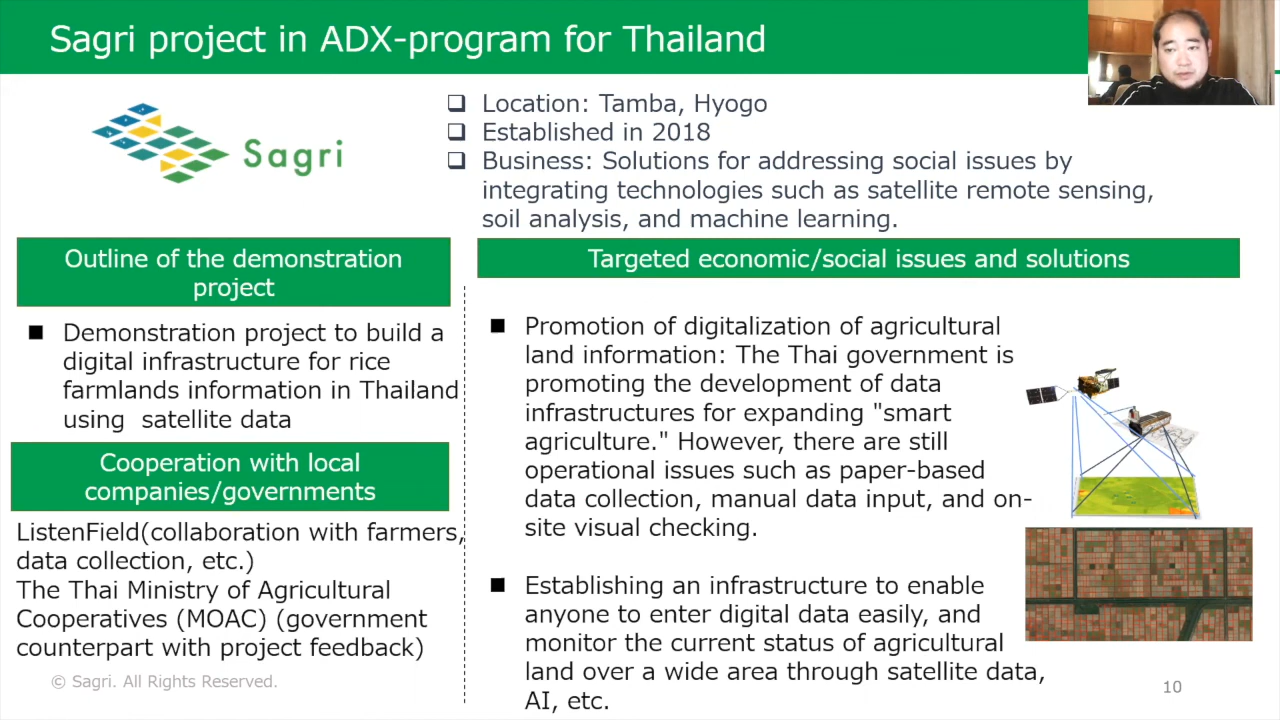 Sagri project in ADX-program for Thailand
Sagri
❑ Location: Tamba, Hyogo
❑ Established in 2018
❑ Business: Solutions for addressing social issues by
integrating technologies such as satellite remote sensing,
soil analysis, and machine learning.
Outline of the demonstration
project
■ Demonstration project to build a
digital infrastructure for rice
farmlands information in Thailand
using satellite data
Cooperation with local
companies/governments
ListenField(collaboration with farmers,
data collection, etc.)
The Thai Ministry of Agricultural
Cooperatives (MOAC) (government
counterpart with project feedback)
Targeted economic/social issues and solutions
■ Promotion of digitalization of agricultural
land information: The Thai government is
promoting the development of data
infrastructures for expanding "smart
agriculture." However, there are still
operational issues such as paper-based
data collection, manual data input, and on-
site visual checking.
■ Establishing an infrastructure to enable
anyone to enter digital data easily, and
monitor the current status of agricultural
land over a wide area through satellite data,
AI, etc.
© Sagri. All Rights Reserved.
10